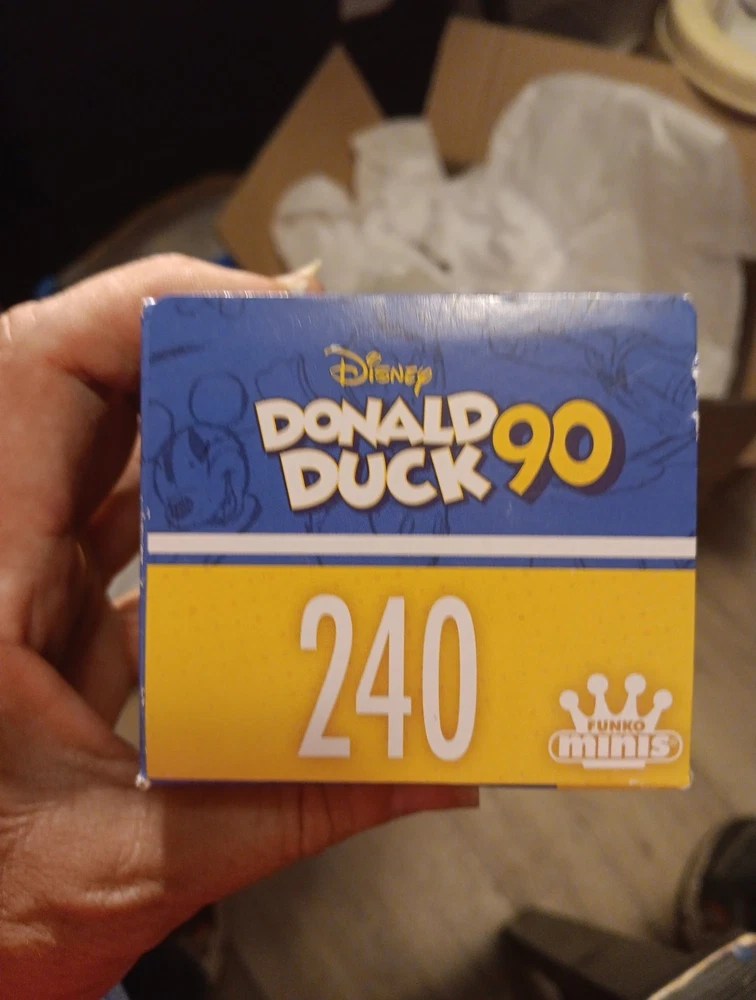 Disney
DONALD
DUCK 90
240
FUNKO
minis